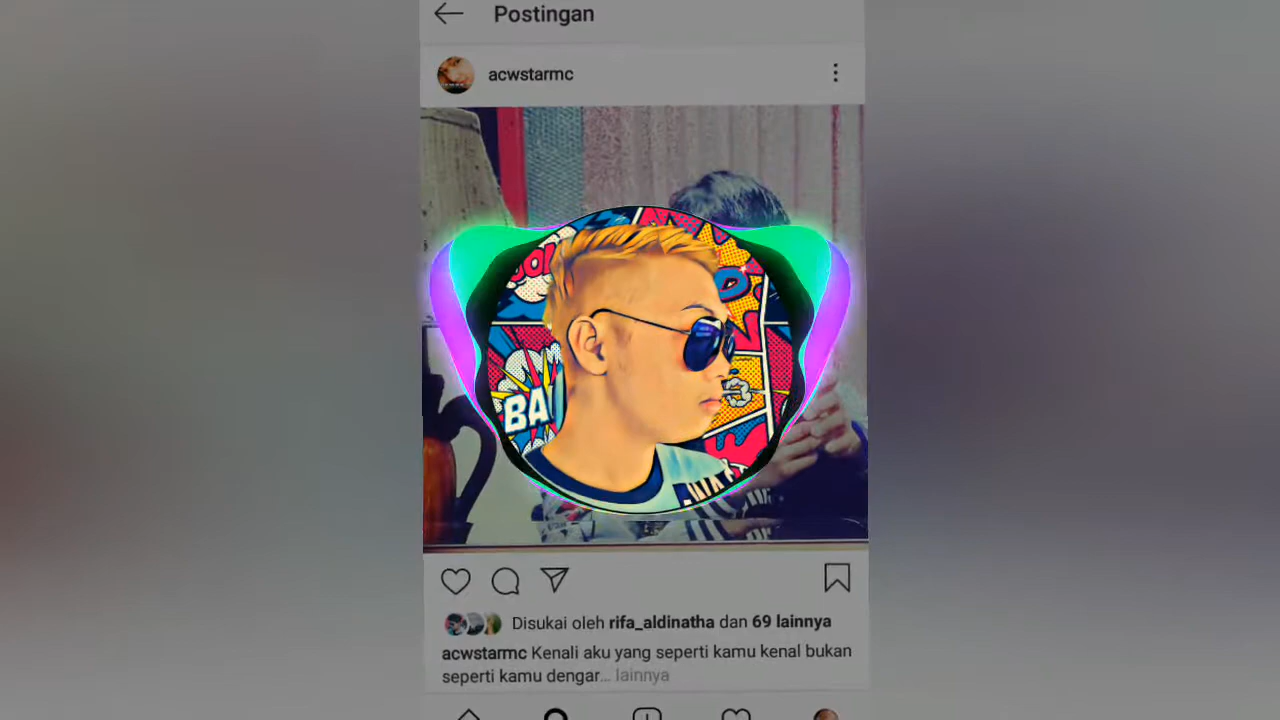 Postingan
acwstarmc
BA
Disukai oleh rifa_aldinatha dan 69 lainnya
acwstarmc Kenali aku yang seperti kamu kenal bukan
seperti kamu dengar... lainnya